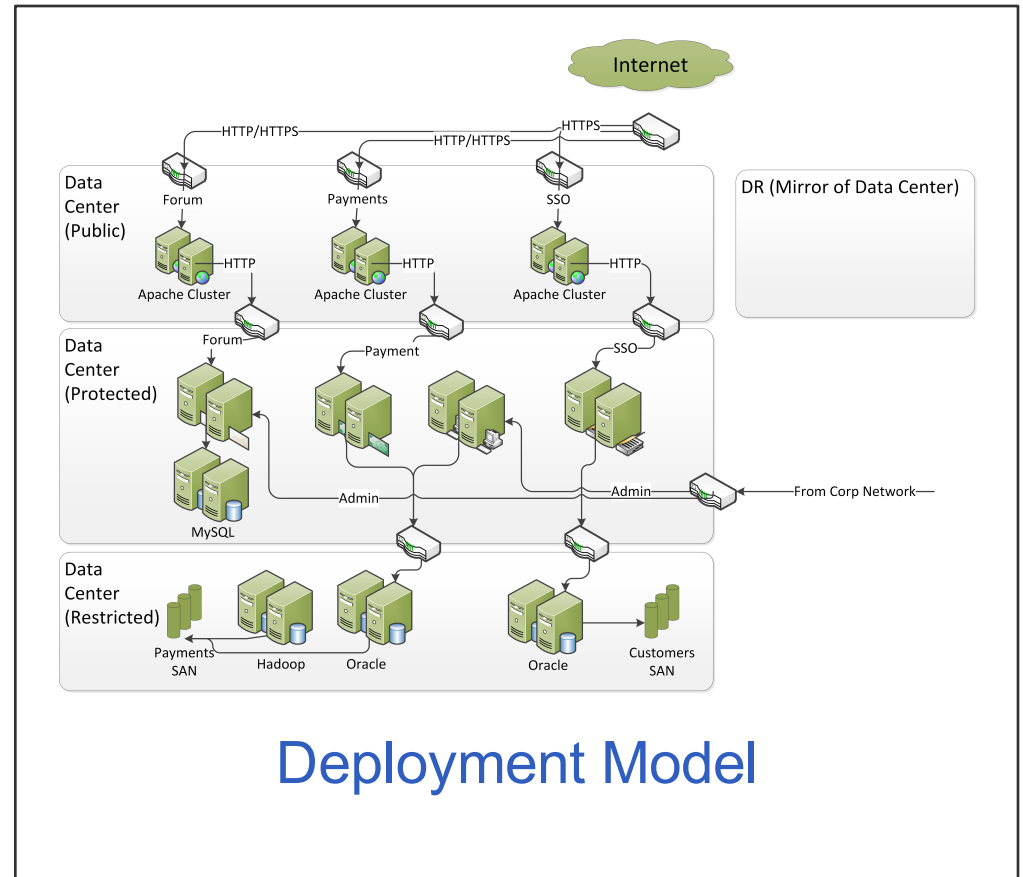 Internet
HTTP/HTTPS
HTTP/HTTPS
HTTPS
Data
Center
(Public)
Forum
Payments
SSO
DR (Mirror of Data Center)
HTTP
HTTP
HTTP
Apache Cluster
Apache Cluster
Apache Cluster
Data
Center
(Protected)
Forum
Payment
SSO
Admin
Admin
From Corp Network
MySQL
Data
Center
(Restricted)
Payments
SAN
Hadoop
Oracle
Oracle
Customers
SAN
Deployment Model